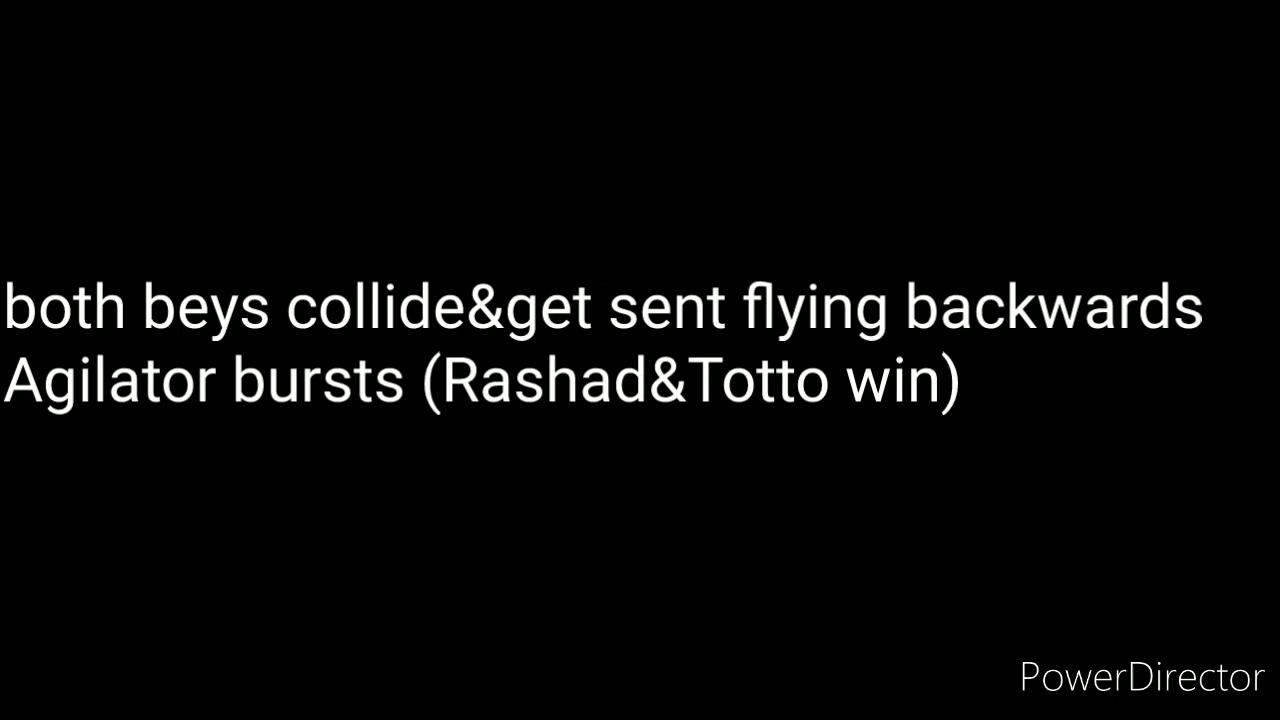 both beys collide&get sent flying backwards
Agilator bursts (Rashad&Totto win)
PowerDirector